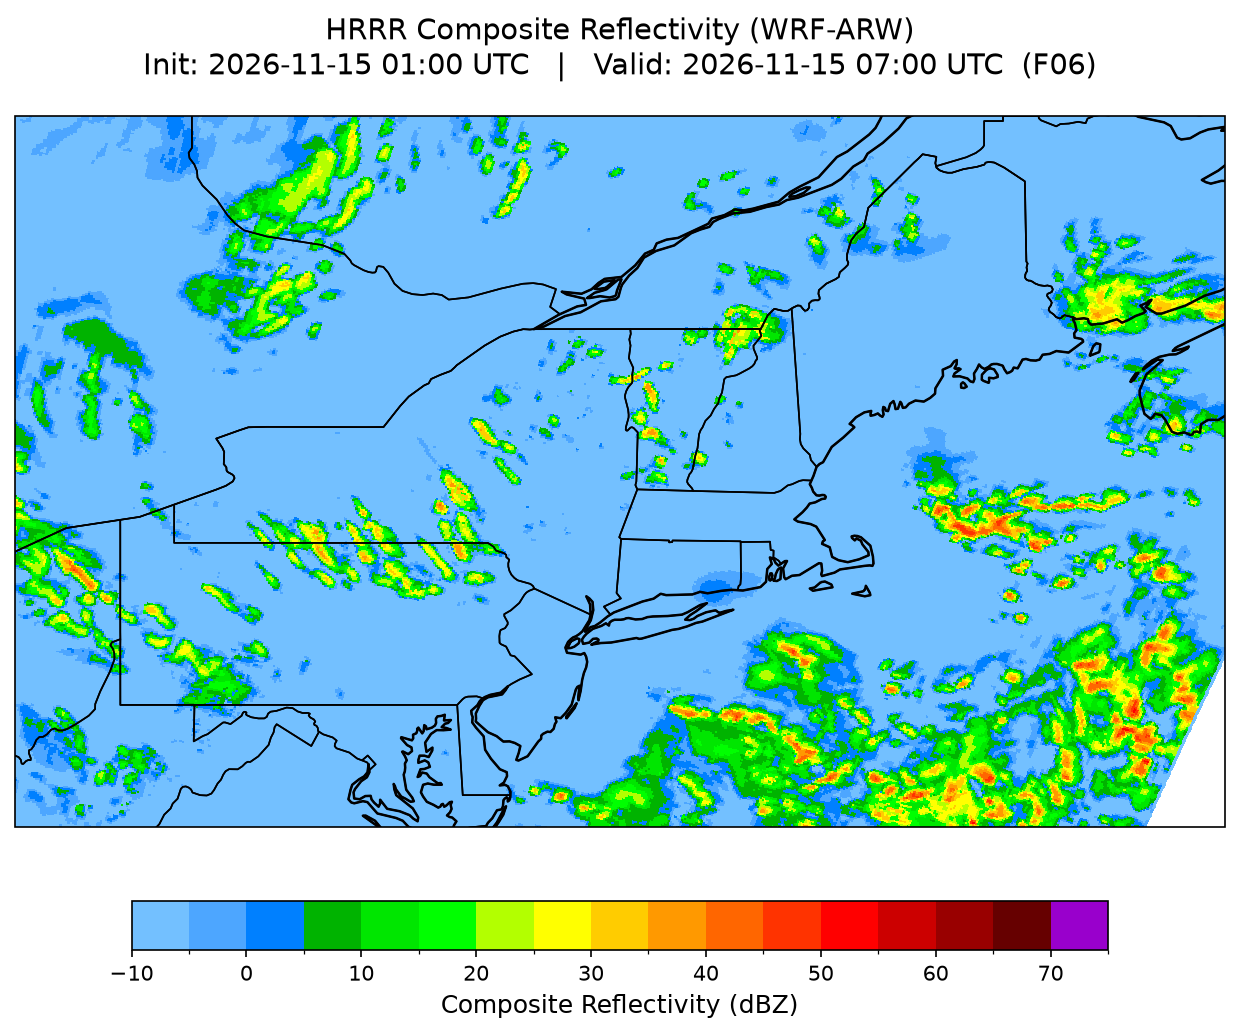 HRRR Composite Reflectivity (WRF-ARW)
Init: 2026-11-15 01:00 UTC   |   Valid: 2026-11-15 07:00 UTC  (F06)
−10 0 10 20 30 40 50 60 70
Composite Reflectivity (dBZ)